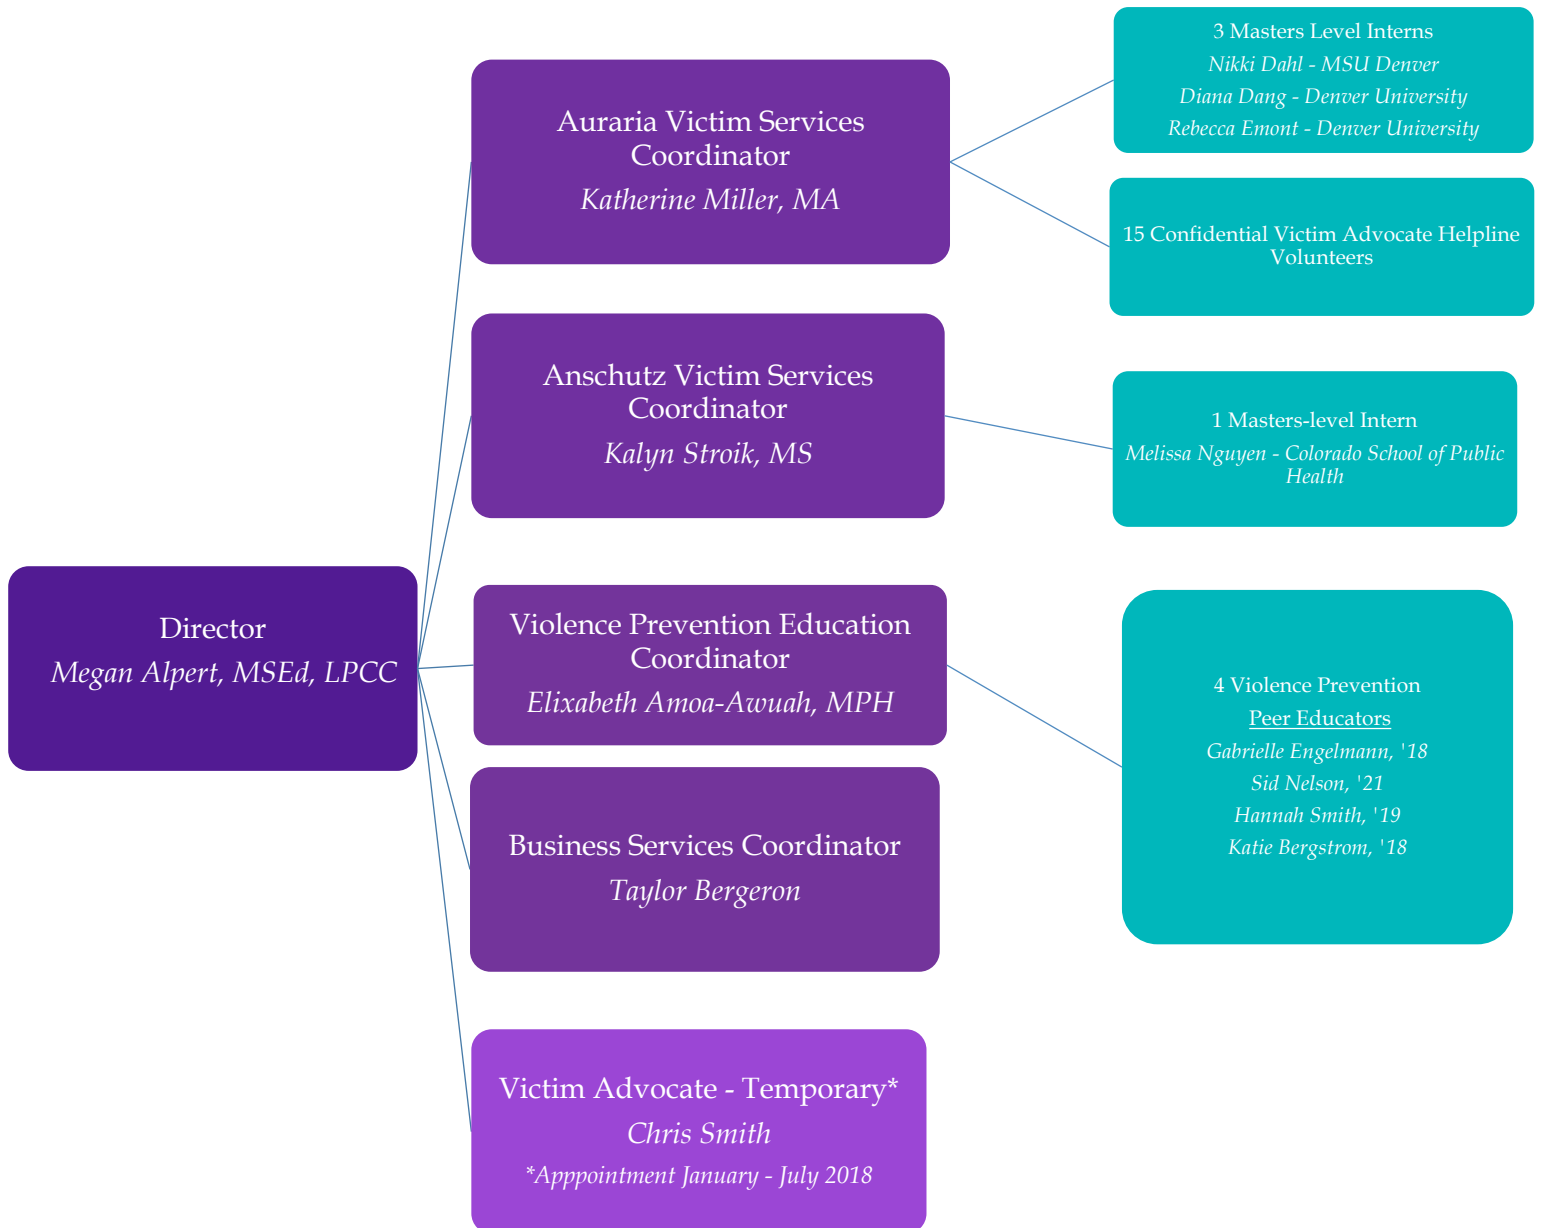 Director
Megan Alpert, MSEd, LPCC
Auraria Victim Services
Coordinator
Katherine Miller, MA
3 Masters Level Interns
Nikki Dahl - MSU Denver
Diana Dang - Denver University
Rebecca Emont - Denver University
15 Confidential Victim Advocate Helpline
Volunteers
Anschutz Victim Services
Coordinator
Kalyn Stroik, MS
1 Masters-level Intern
Melissa Nguyen - Colorado School of Public
Health
Violence Prevention Education
Coordinator
Elixabeth Amoa-Awuah, MPH
4 Violence Prevention
Peer Educators
Gabrielle Engelmann, '18
Sid Nelson, '21
Hannah Smith, '19
Katie Bergstrom, '18
Business Services Coordinator
Taylor Bergeron
Victim Advocate - Temporary*
Chris Smith
*Apppointment January - July 2018